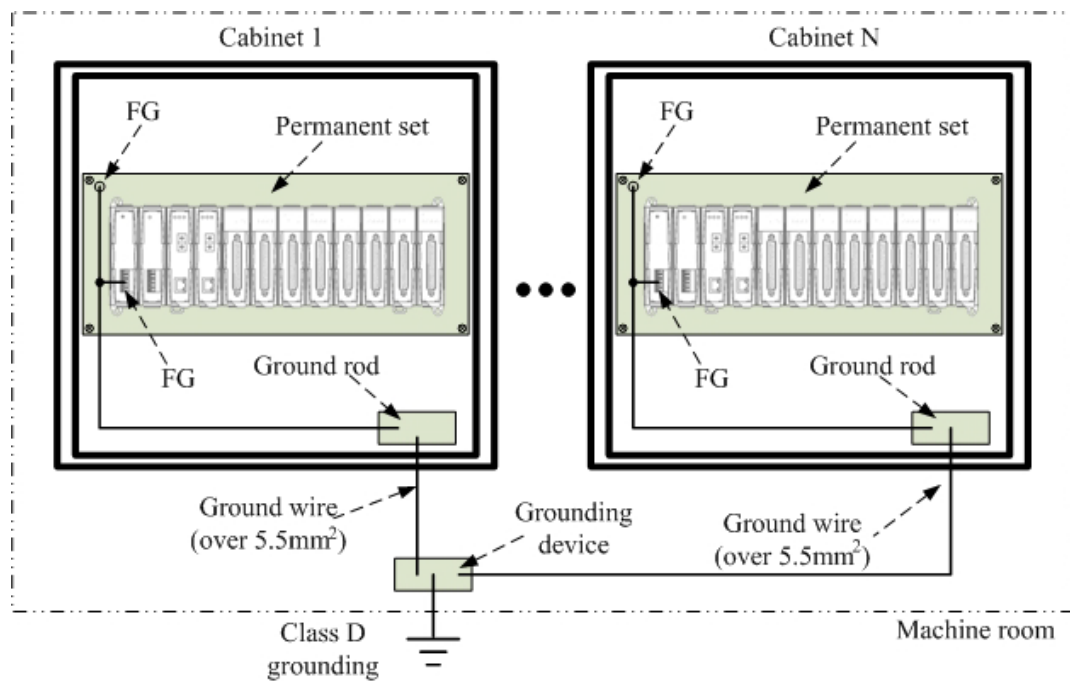 Cabinet 1
Cabinet N
FG
Permanent set
FG
Permanent set
FG
Ground rod
FG
Ground rod
Ground wire
(over 5.5mm²)
Grounding
device
Ground wire
(over 5.5mm²)
Class D
grounding
Machine room